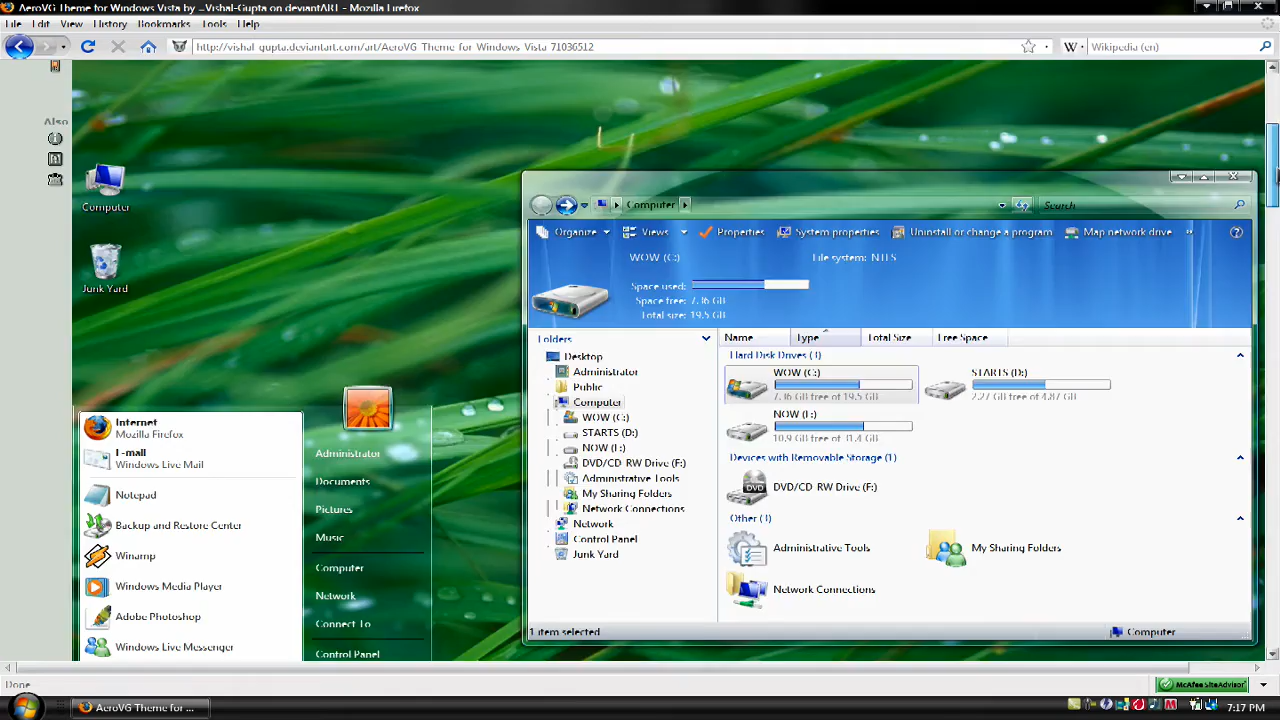 AeroVG Theme for Windows Vista by ~Vishal-Gupta on deviantART - Mozilla Firefox
File Edit View History Bookmarks Tools Help
http://vishal-gupta.deviantart.com/art/AeroVG-Theme-for-Windows-Vista-71036512
Wikipedia (en)
Also
Computer
Junk Yard
Computer
Search
Organize Views Properties System properties Uninstall or change a program Map network drive
WOW (C:)
File system: NTFS
Space used:
Space free: 7.36 GB
Total size: 19.5 GB
Folders
Name Type Total Size Free Space
Desktop
Administrator
Public
Computer
WOW (C:)
STARTS (D:)
NOW (E:)
DVD/CD-RW Drive (F:)
Administrative Tools
My Sharing Folders
Network Connections
Network
Control Panel
Junk Yard
Hard Disk Drives (3)
WOW (C:)
7.36 GB free of 19.5 GB
STARTS (D:)
2.27 GB free of 4.87 GB
NOW (E:)
10.9 GB free of 31.4 GB
Devices with Removable Storage (1)
DVD
DVD/CD-RW Drive (F:)
Other (3)
Administrative Tools
My Sharing Folders
Network Connections
1 item selected
Computer
Internet
Mozilla Firefox
E-mail
Windows Live Mail
Notepad
Backup and Restore Center
Winamp
Windows Media Player
Adobe Photoshop
Windows Live Messenger
Administrator
Documents
Pictures
Music
Computer
Network
Connect To
Control Panel
Done
McAfee SiteAdvisor
AeroVG Theme for ...
7:17 PM